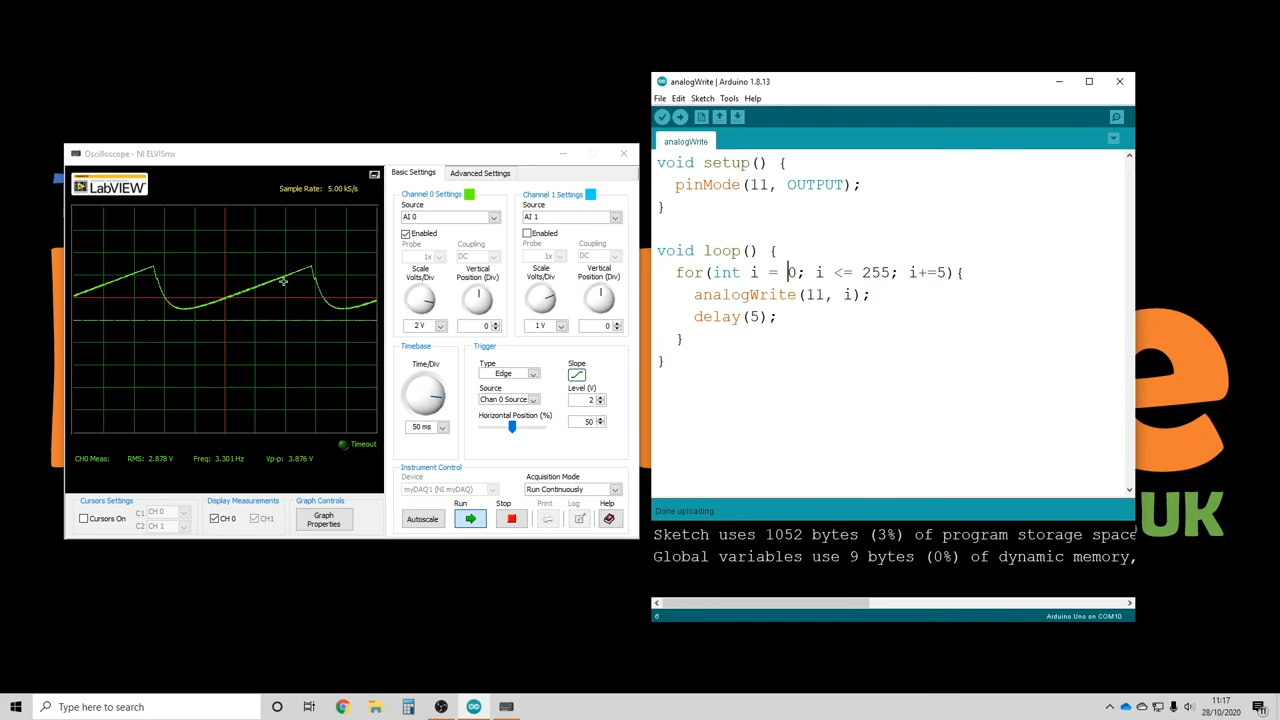 Oscilloscope - NI ELVISmx
LabVIEW
Sample Rate: 5.00 kS/s
Timeout
CH0 Meas: RMS: 2.878 V Freq: 3.301 Hz Vp-p: 3.876 V
Basic Settings Advanced Settings
Channel 0 Settings
Source
AI 0
Enabled
Probe Coupling
1x DC
Scale Vertical
Volts/Div Position (Div)
2 V 0
Channel 1 Settings
Source
AI 1
Enabled
Probe Coupling
1x DC
Scale Vertical
Volts/Div Position (Div)
1 V 0
Timebase
Time/Div
50 ms
Trigger
Type Slope
Edge
Source Level (V)
Chan 0 Source 2
Horizontal Position (%)
50
Instrument Control
Device Acquisition Mode
myDAQ1 (NI myDAQ) Run Continuously
Run Stop Print Log Help
Autoscale
Cursors Settings
Cursors On C1 CH 0
C2 CH 1
Display Measurements
CH 0 CH1
Graph Controls
Graph
Properties
analogWrite | Arduino 1.8.13
File Edit Sketch Tools Help
analogWrite
void setup() {
pinMode(11, OUTPUT);
}
void loop() {
for(int i = 0; i <= 255; i+=5){
analogWrite(11, i);
delay(5);
}
}
Done uploading.
Sketch uses 1052 bytes (3%) of program storage space
Global variables use 9 bytes (0%) of dynamic memory,
6 Arduino Uno on COM10
e
UK
Type here to search
11:17
28/10/2020
11